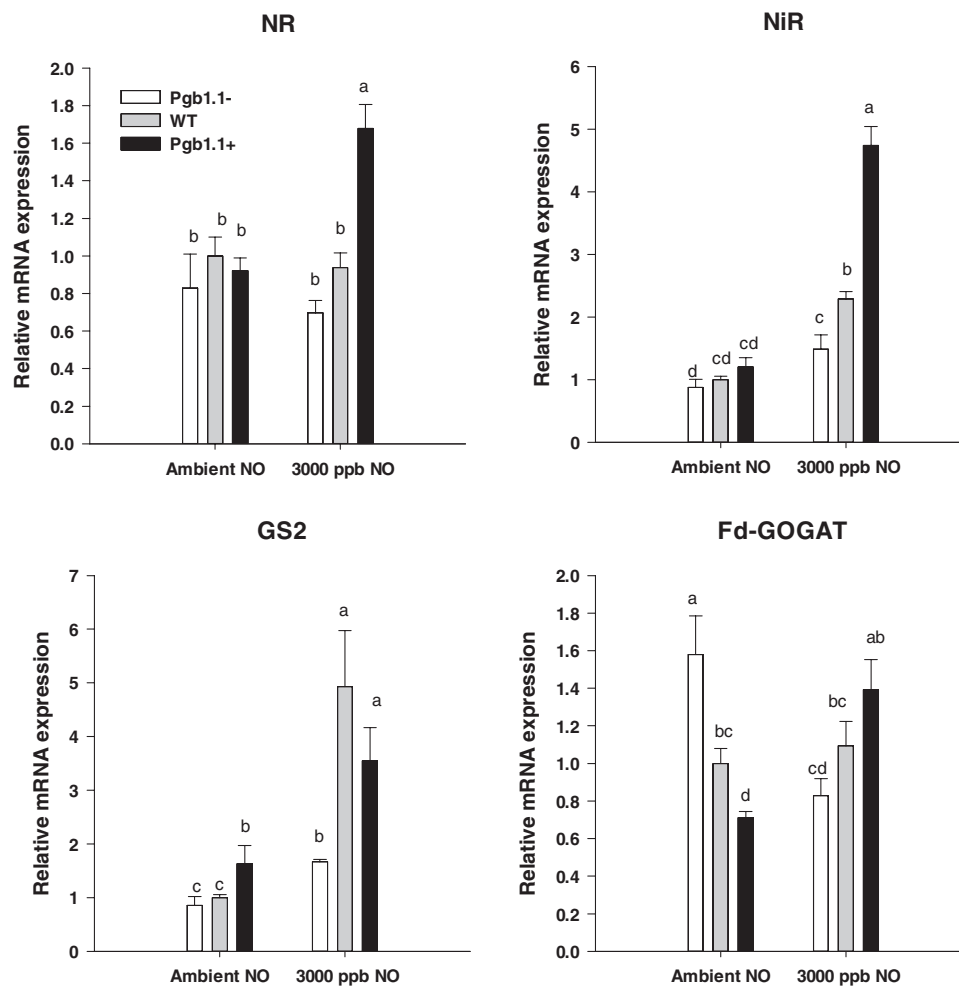 NR
Relative mRNA expression
2.0
1.8
1.6
1.4
1.2
1.0
0.8
0.6
0.4
0.2
0.0
Pgb1.1-
WT
Pgb1.1+
b
b
b
b
b
a
Ambient NO
3000 ppb NO
NiR
Relative mRNA expression
6
5
4
3
2
1
0
d
cd
cd
c
b
a
Ambient NO
3000 ppb NO
GS2
Relative mRNA expression
7
6
5
4
3
2
1
0
c
c
b
b
a
a
Ambient NO
3000 ppb NO
Fd-GOGAT
Relative mRNA expression
2.0
1.8
1.6
1.4
1.2
1.0
0.8
0.6
0.4
0.2
0.0
a
bc
d
cd
bc
ab
Ambient NO
3000 ppb NO